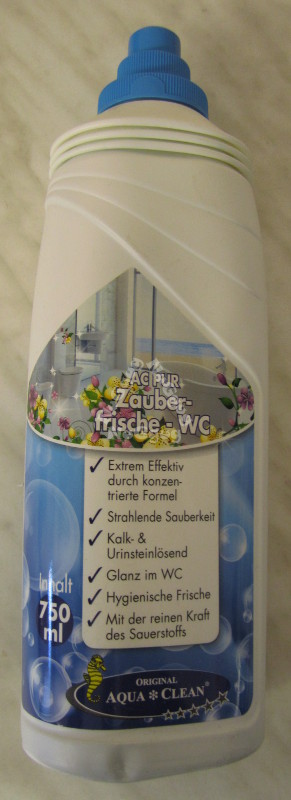 AC PUR
Zauber-
frische - WC
✓ Extrem Effektiv
durch konzen-
trierte Formel
✓ Strahlende Sauberkeit
✓ Kalk- &
Urinsteinlösend
✓ Glanz im WC
✓ Hygienische Frische
✓ Mit der reinen Kraft
des Sauerstoffs
Inhalt
750
ml
ORIGINAL
AQUA CLEAN®